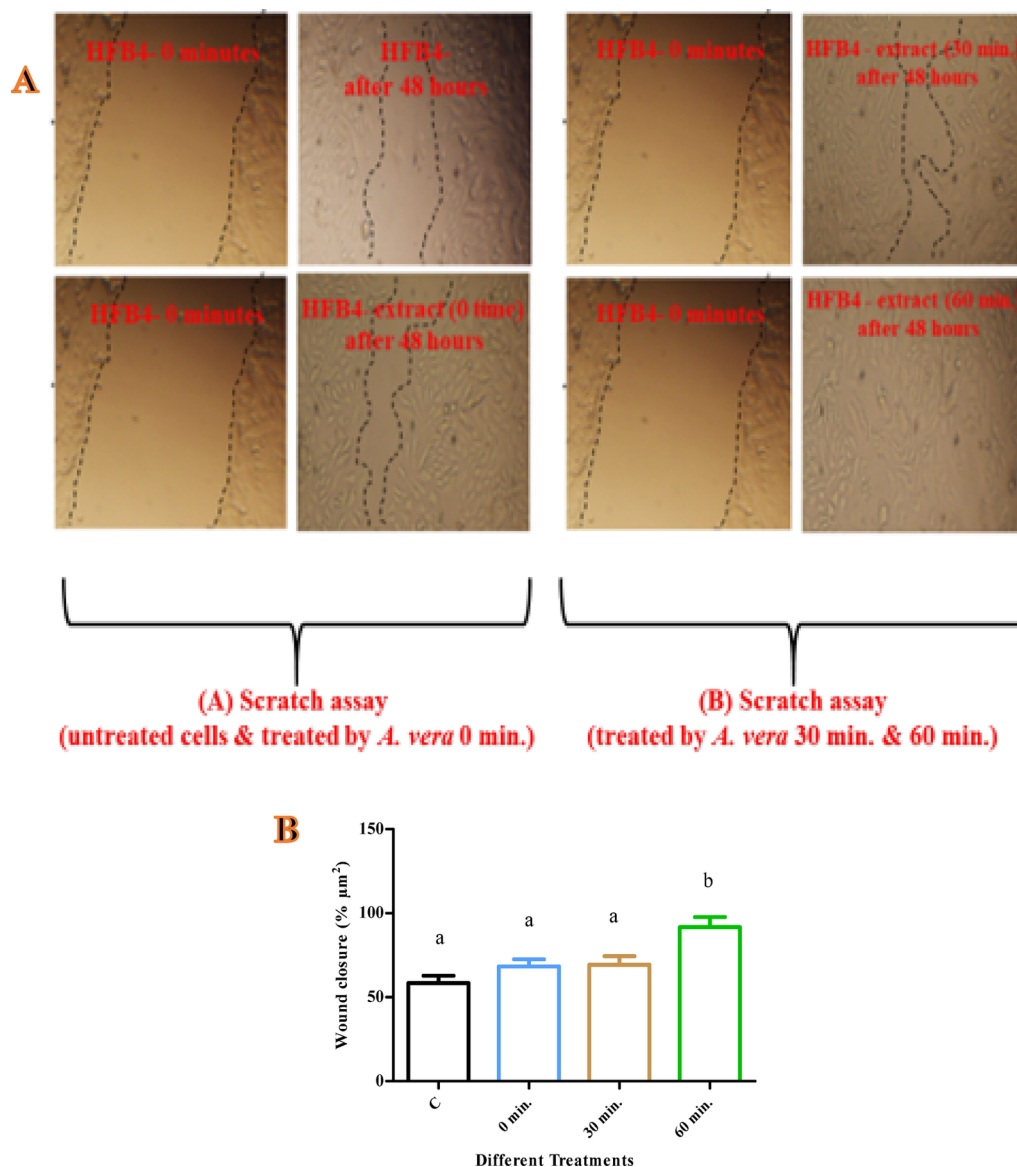 A
HFB4- 0 minutes
HFB4-
after 48 hours
HFB4- 0 minutes
HFB4 - extract (30 min.)
after 48 hours
HFB4- 0 minutes
HFB4- extract (0 time)
after 48 hours
HFB4- 0 minutes
HFB4 - extract (60 min.)
after 48 hours
(A) Scratch assay
(untreated cells & treated by A. vera 0 min.)
(B) Scratch assay
(treated by A. vera 30 min. & 60 min.)
B
Wound closure (% µm²)
150
100
50
0
a
a
a
b
C
0 min.
30 min.
60 min.
Different Treatments